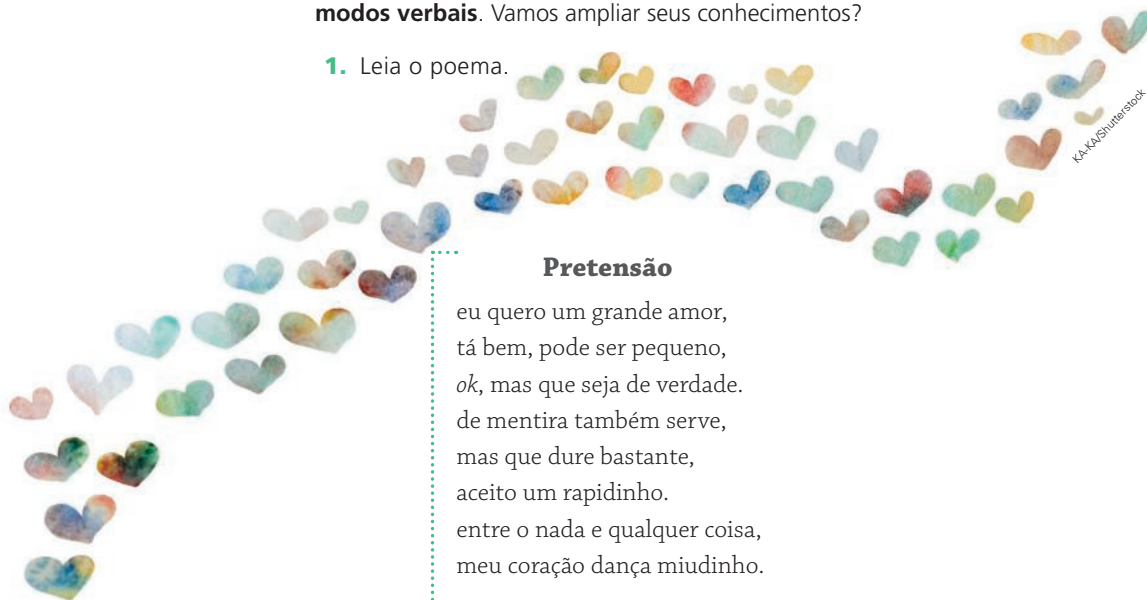 modos verbais. Vamos ampliar seus conhecimentos?
1. Leia o poema.
KA-KA/Shutterstock
Pretensão
eu quero um grande amor,
tá bem, pode ser pequeno,
ok, mas que seja de verdade.
de mentira também serve,
mas que dure bastante,
aceito um rapidinho.
entre o nada e qualquer coisa,
meu coração dança miudinho.